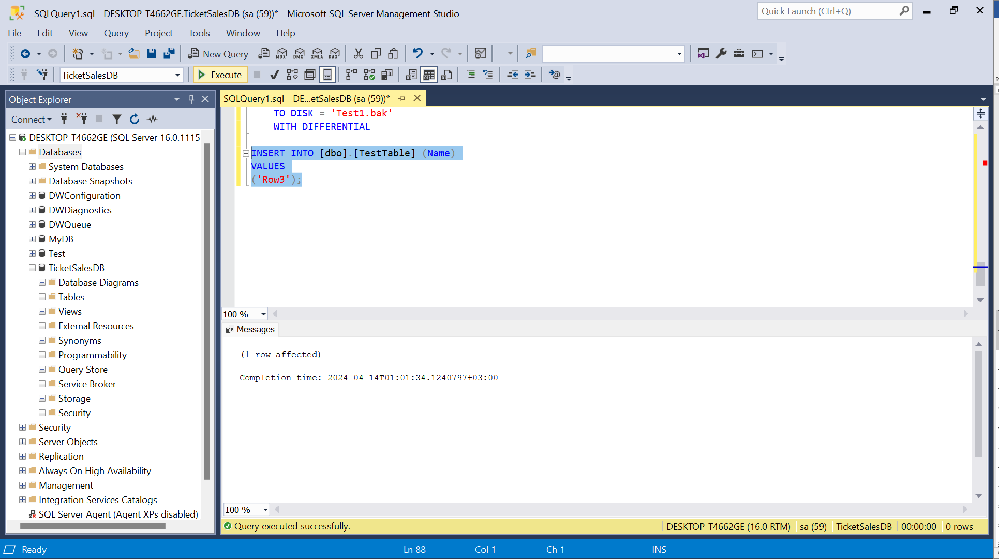 SQLQuery1.sql - DESKTOP-T4662GE.TicketSalesDB (sa (59))* - Microsoft SQL Server Management Studio
Quick Launch (Ctrl+Q)
File Edit View Query Project Tools Window Help
New Query MDX DMX XMLA DAX
TicketSalesDB Execute
Object Explorer
Connect
DESKTOP-T4662GE (SQL Server 16.0.1115
Databases
System Databases
Database Snapshots
DWConfiguration
DWDiagnostics
DWQueue
MyDB
Test
TicketSalesDB
Database Diagrams
Tables
Views
External Resources
Synonyms
Programmability
Query Store
Service Broker
Storage
Security
Security
Server Objects
Replication
Always On High Availability
Management
Integration Services Catalogs
SQL Server Agent (Agent XPs disabled)
SQLQuery1.sql - DE...etSalesDB (sa (59))*
TO DISK = 'Test1.bak'
WITH DIFFERENTIAL
INSERT INTO [dbo].[TestTable] (Name)
VALUES
('Row3');
100 %
Messages
(1 row affected)
Completion time: 2024-04-14T01:01:34.1240797+03:00
100 %
Query executed successfully. DESKTOP-T4662GE (16.0 RTM) sa (59) TicketSalesDB 00:00:00 0 rows
Ready Ln 88 Col 1 Ch 1 INS